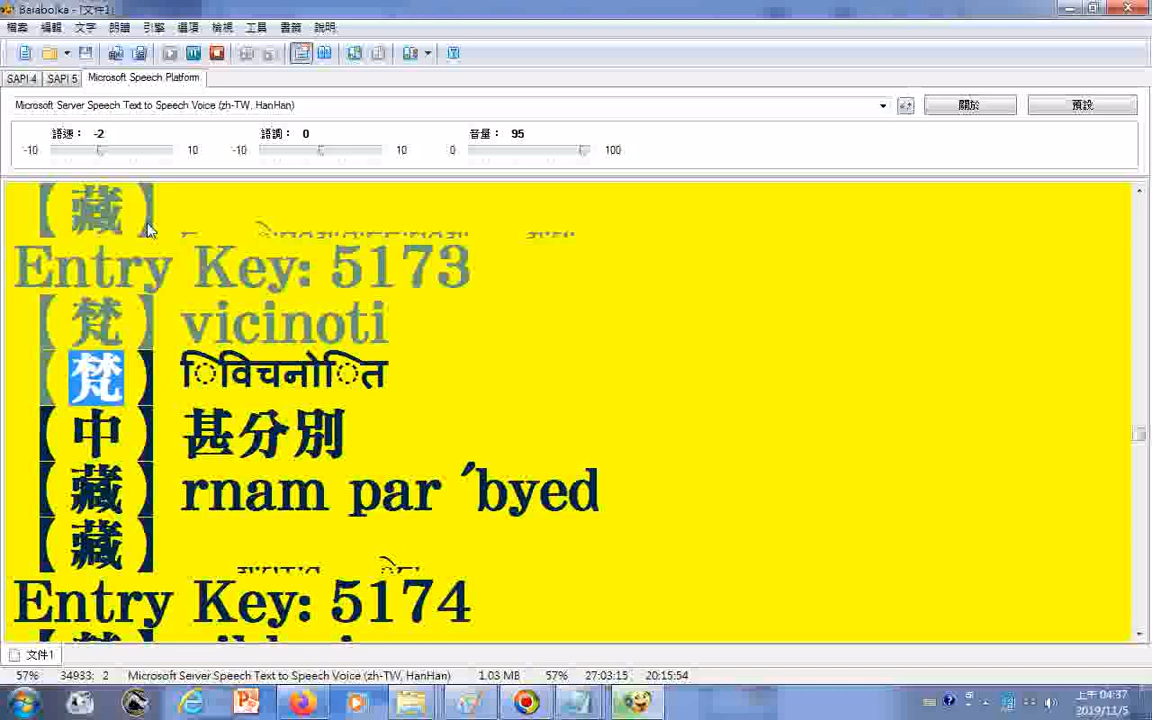 Balabolka - [文件1]
檔案 編輯 文字 朗讀 引擎 選項 檢視 工具 書籤 說明
SAPI 4 SAPI 5 Microsoft Speech Platform
Microsoft Server Speech Text to Speech Voice (zh-TW, HanHan) 關於 預設
語速： -2 語調： 0 音量： 95
-10 10 -10 10 0 100
【藏】
Entry Key: 5173
【梵】 vicinoti
【梵】 िविचनोित
【中】 甚分別
【藏】 rnam par ´byed
【藏】
Entry Key: 5174
文件1
57% 34933: 2 Microsoft Server Speech Text to Speech Voice (zh-TW, HanHan) 1.03 MB 57% 27:03:15 20:15:54
上午 04:37
2019/11/5